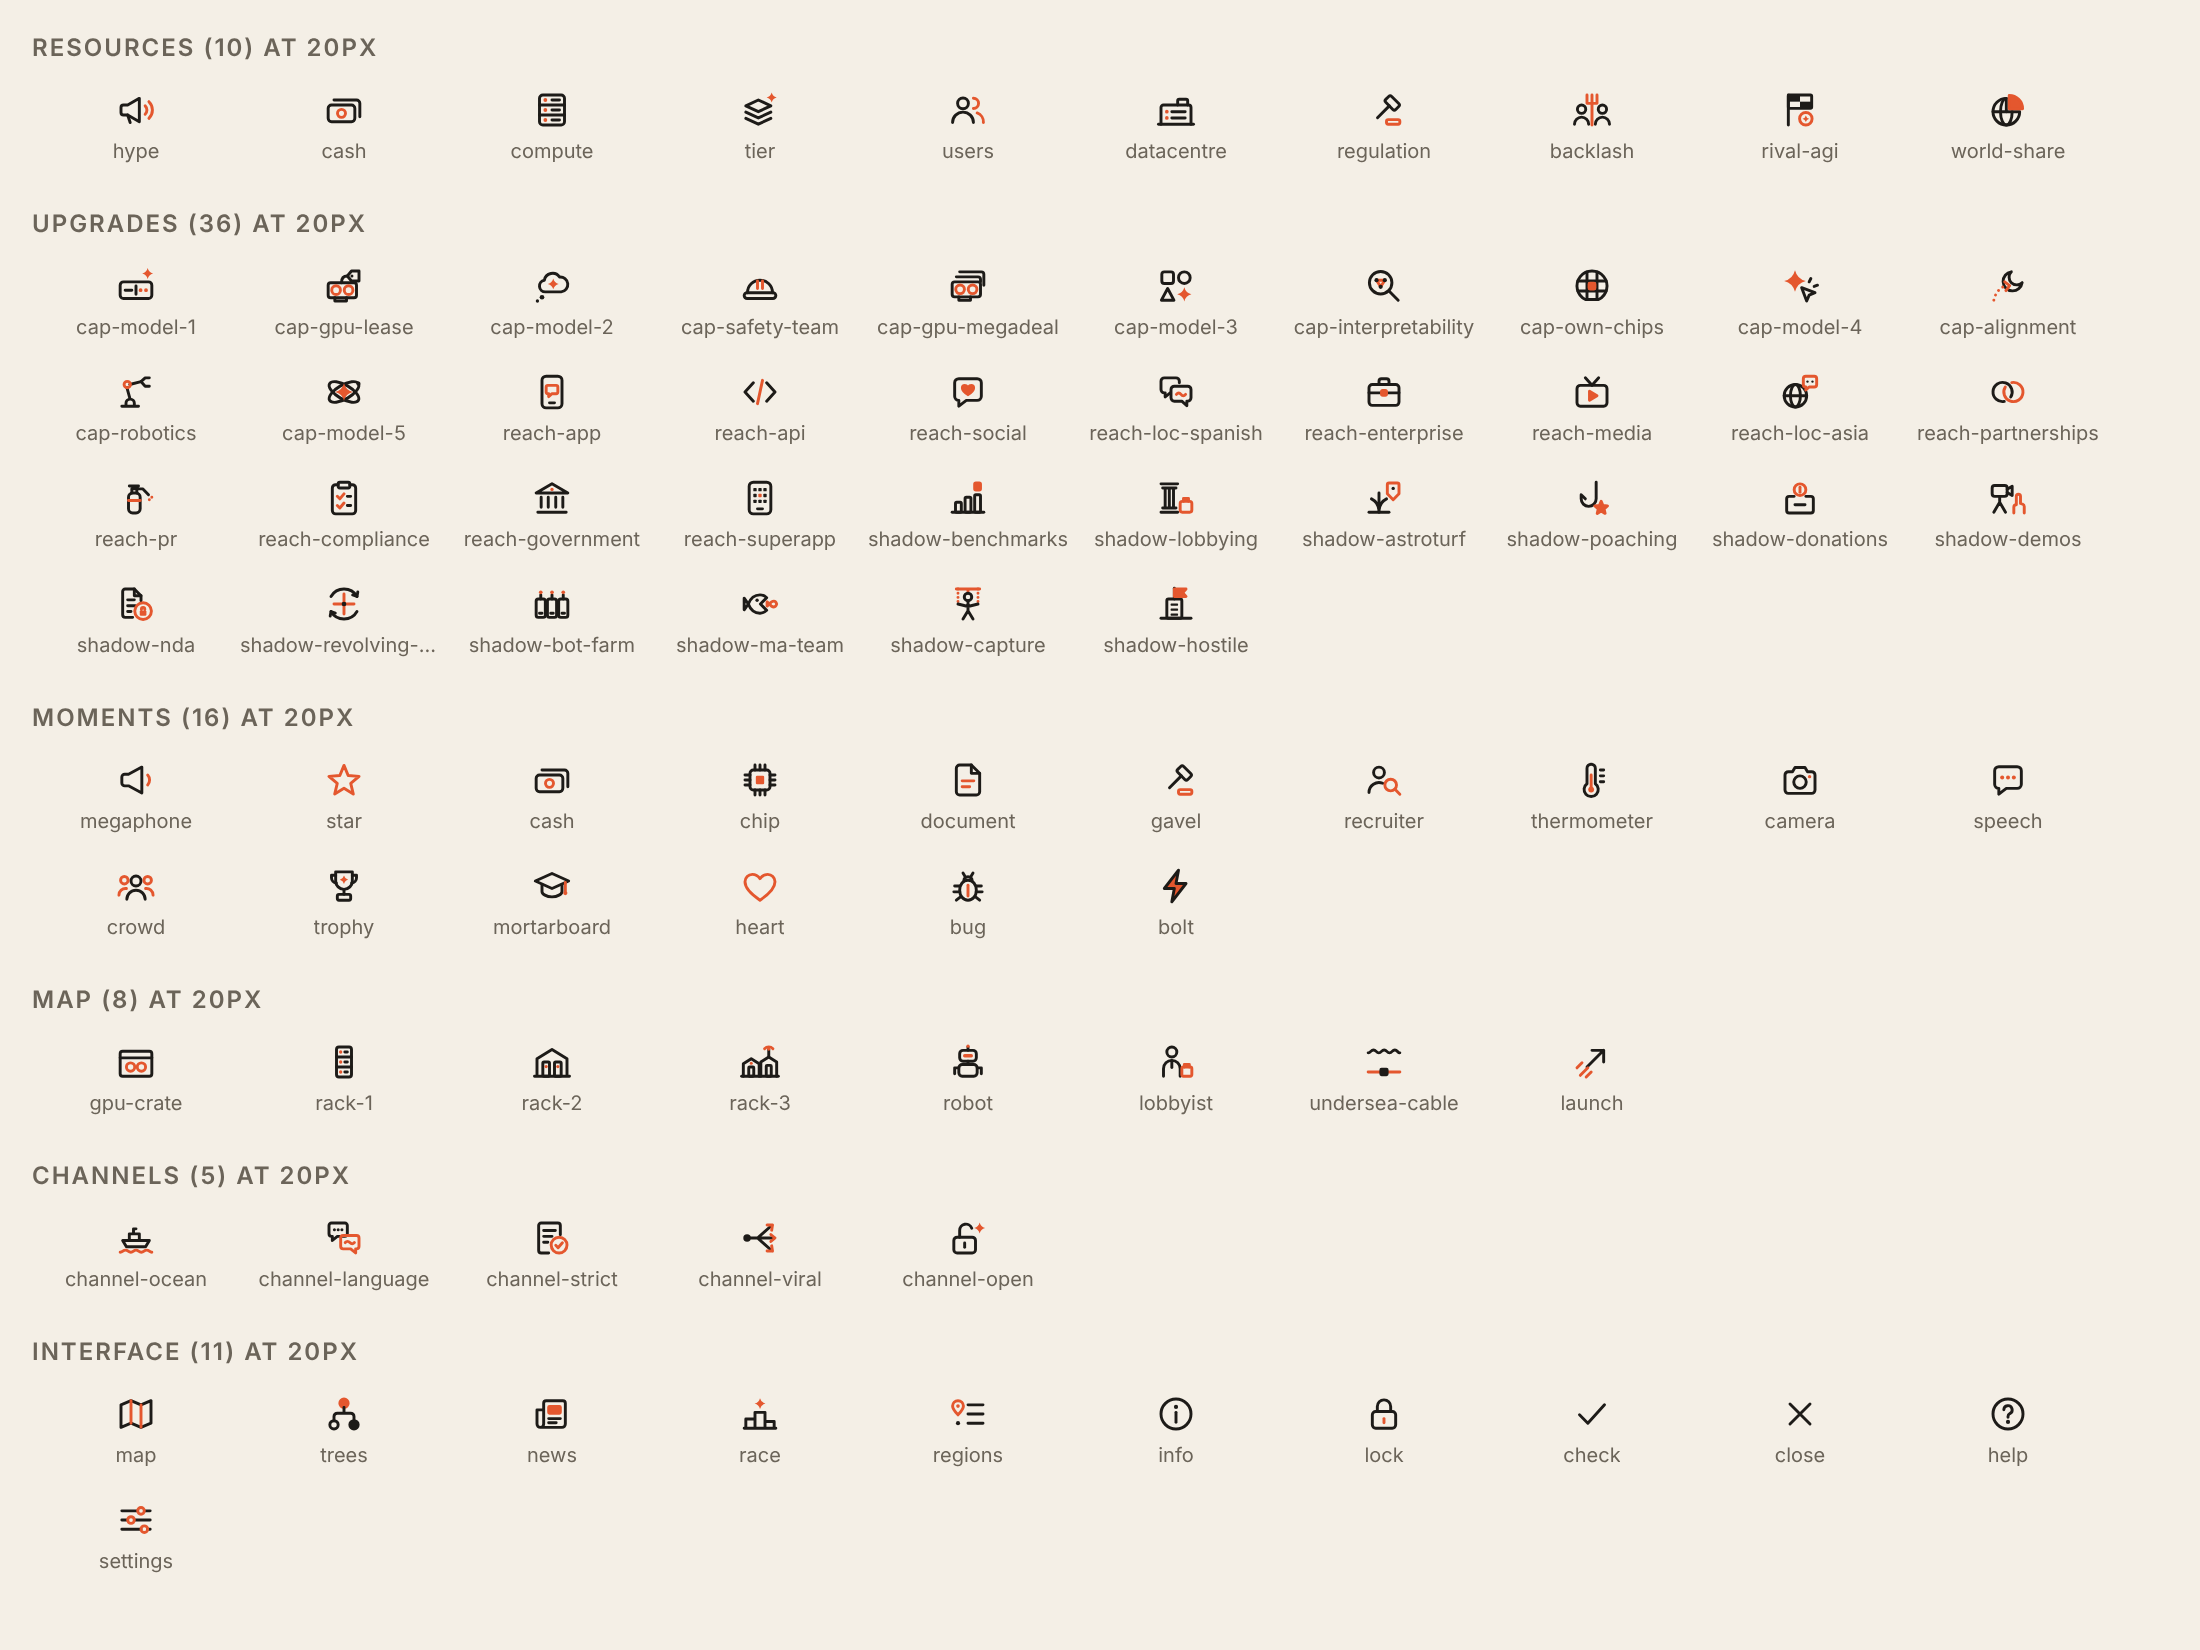 RESOURCES (10) AT 20PX
hype cash compute tier users datacentre regulation backlash rival-agi world-share
UPGRADES (36) AT 20PX
cap-model-1 cap-gpu-lease cap-model-2 cap-safety-team cap-gpu-megadeal cap-model-3 cap-interpretability cap-own-chips cap-model-4 cap-alignment
cap-robotics cap-model-5 reach-app reach-api reach-social reach-loc-spanish reach-enterprise reach-media reach-loc-asia reach-partnerships
reach-pr reach-compliance reach-government reach-superapp shadow-benchmarks shadow-lobbying shadow-astroturf shadow-poaching shadow-donations shadow-demos
shadow-nda shadow-revolving-... shadow-bot-farm shadow-ma-team shadow-capture shadow-hostile
MOMENTS (16) AT 20PX
megaphone star cash chip document gavel recruiter thermometer camera speech
crowd trophy mortarboard heart bug bolt
MAP (8) AT 20PX
gpu-crate rack-1 rack-2 rack-3 robot lobbyist undersea-cable launch
CHANNELS (5) AT 20PX
channel-ocean channel-language channel-strict channel-viral channel-open
INTERFACE (11) AT 20PX
map trees news race regions info lock check close help
settings